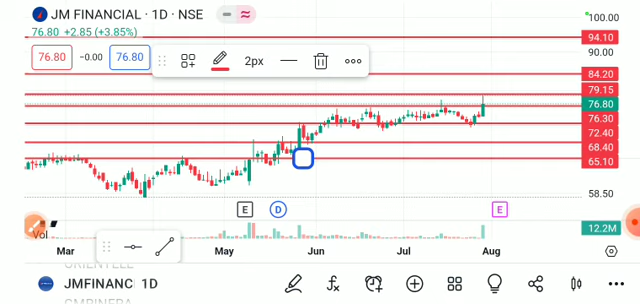 JM FINANCIAL · 1D · NSE
76.80 +2.85 (+3.85%)
76.80 −0.00 76.80
2px
100.00
94.10
90.00
84.20
79.15
76.80
76.30
72.40
68.40
65.10
58.50
E D E
Vol
12.2M
Mar May Jun Jul Aug
JMFINANC 1D